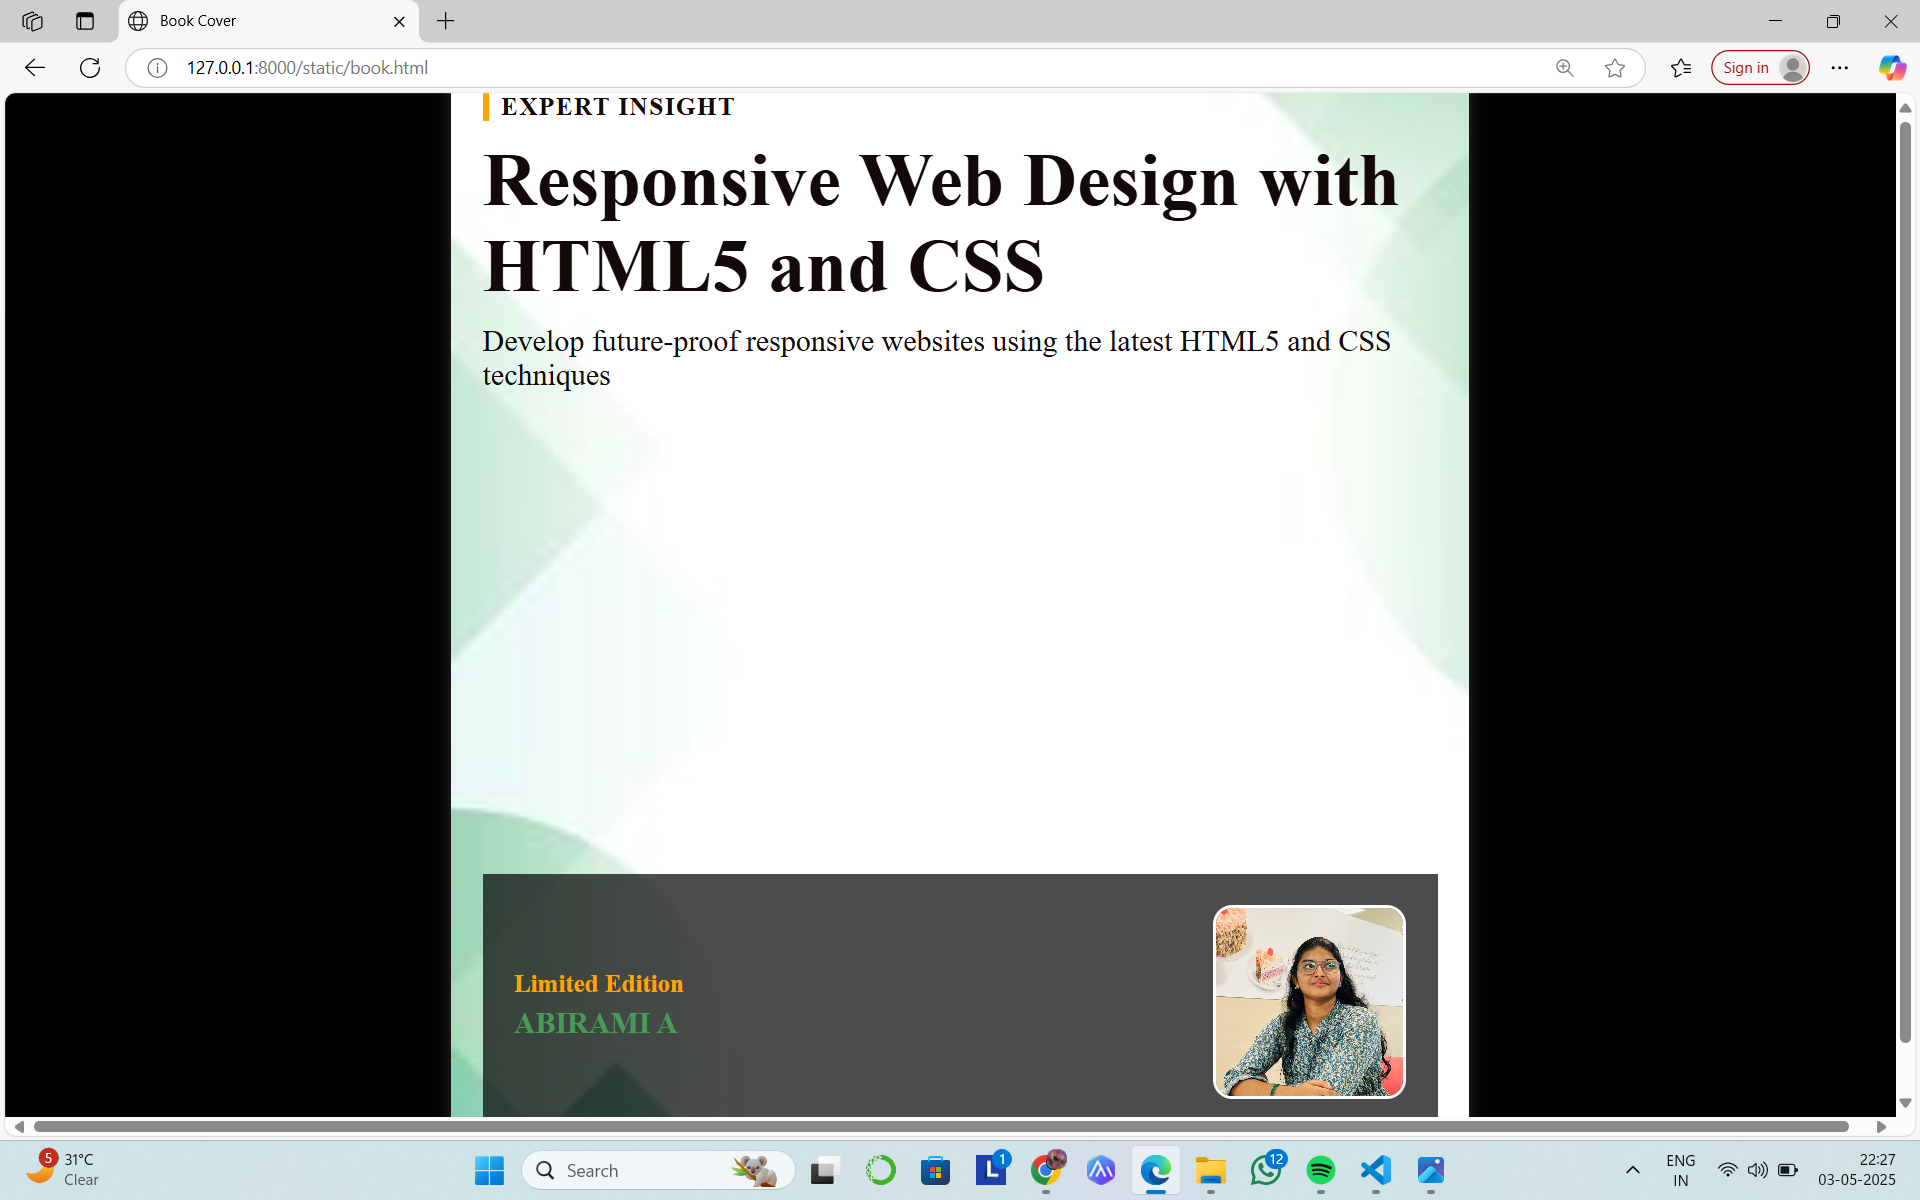 Book Cover
127.0.0.1:8000/static/book.html
Sign in
EXPERT INSIGHT
Responsive Web Design with
HTML5 and CSS
Develop future-proof responsive websites using the latest HTML5 and CSS
techniques
Limited Edition
ABIRAMI A
5
31°C
Clear
Search
L
1
12
ENG
IN
22:27
03-05-2025